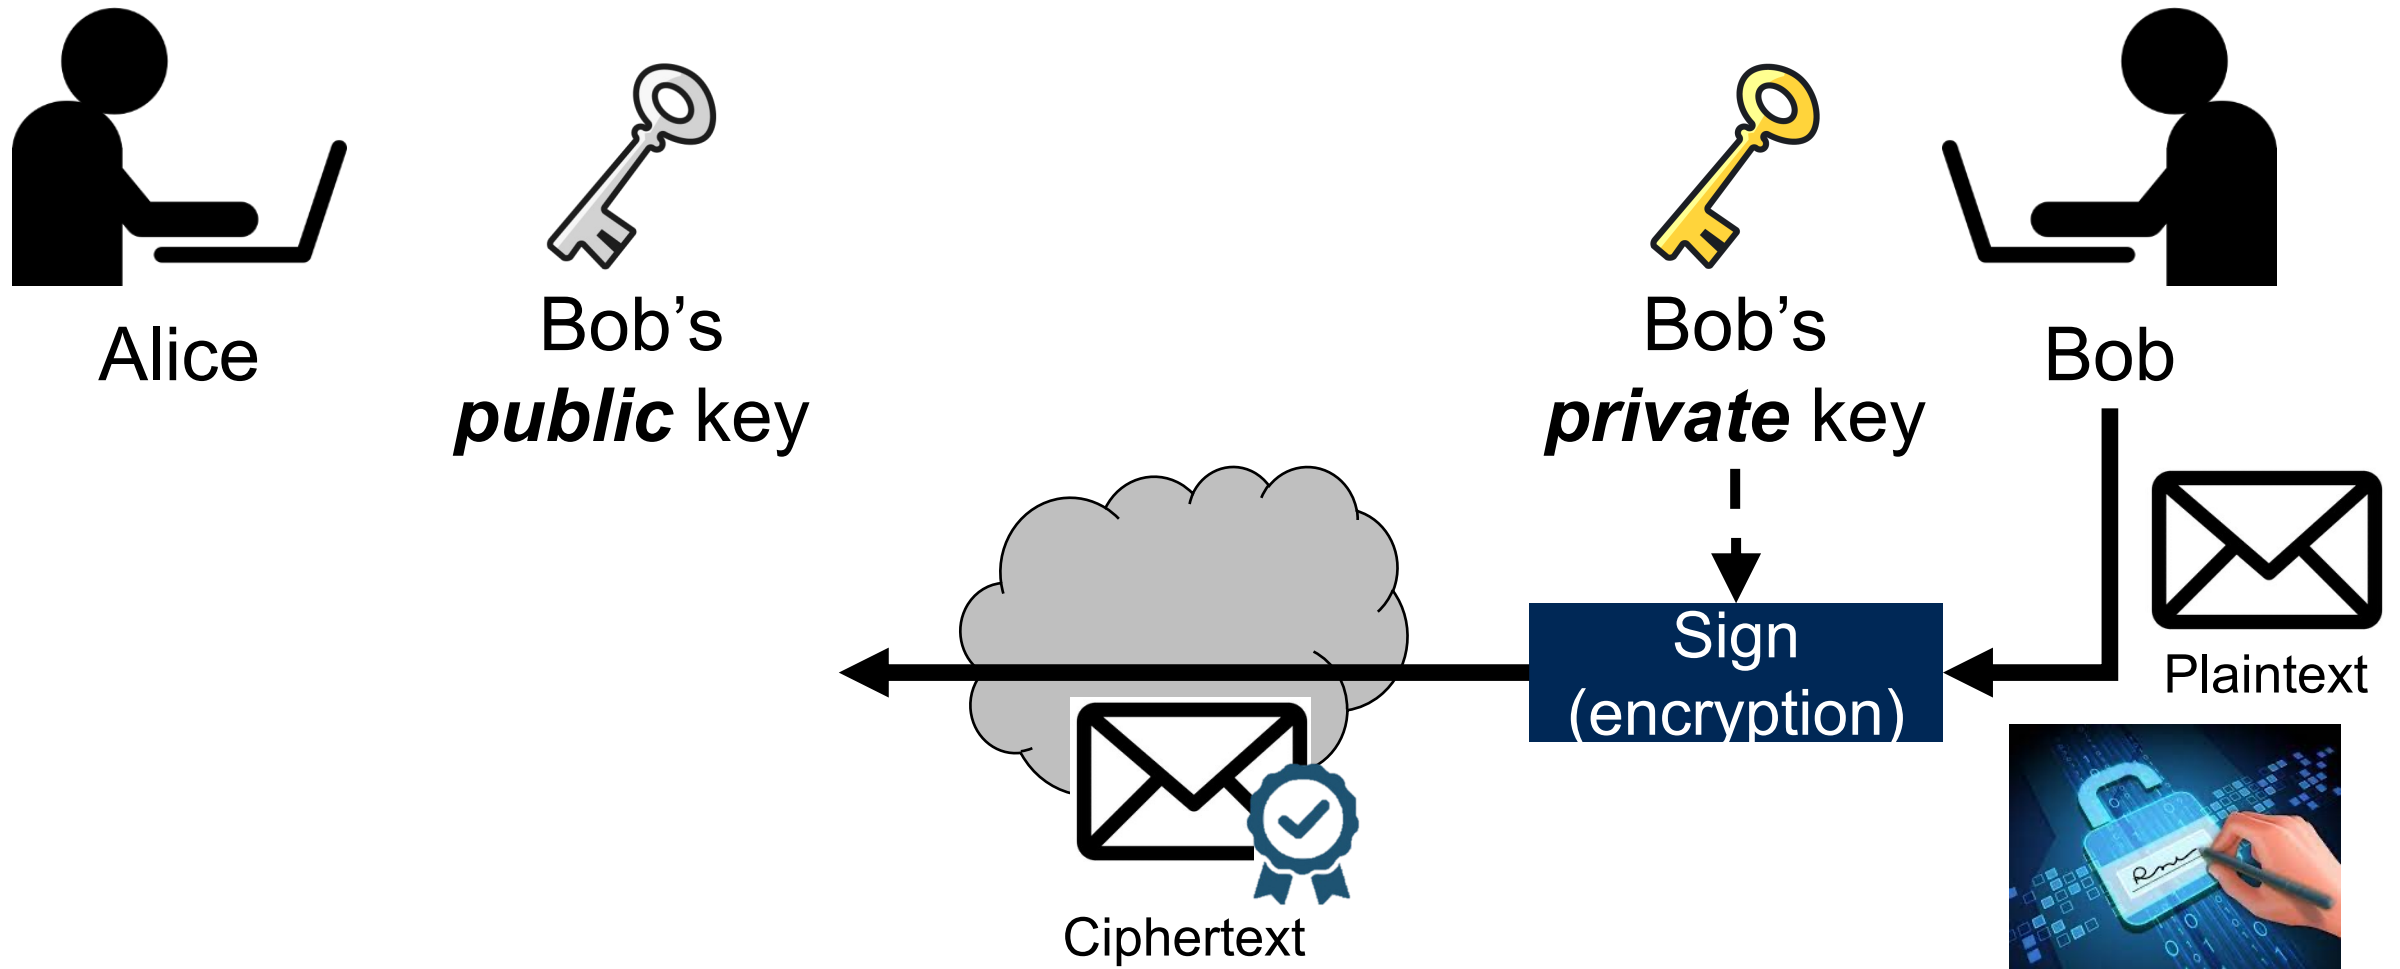 Alice
Bob’s
public key
Bob’s
private key
Bob
Sign
(encryption)
Plaintext
Ciphertext